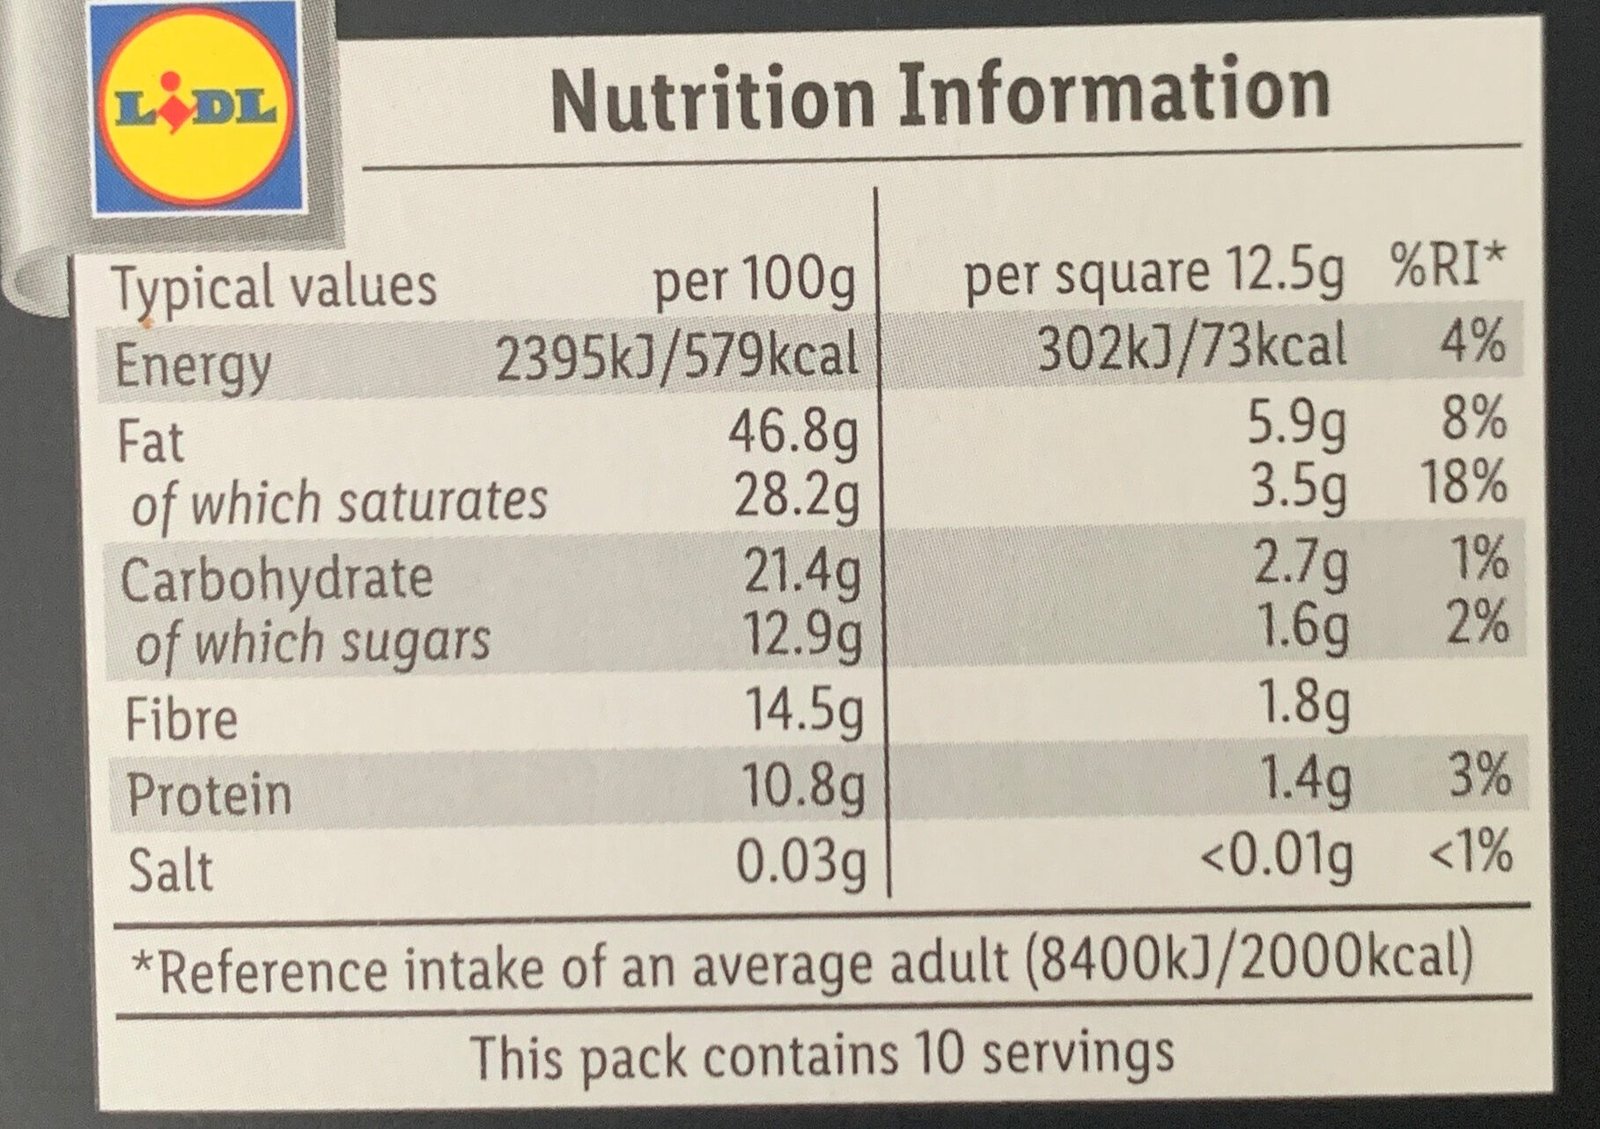 LIDL
Nutrition Information
Typical values per 100g per square 12.5g %RI*
Energy 2395kJ/579kcal 302kJ/73kcal 4%
Fat 46.8g 5.9g 8%
of which saturates 28.2g 3.5g 18%
Carbohydrate 21.4g 2.7g 1%
of which sugars 12.9g 1.6g 2%
Fibre 14.5g 1.8g
Protein 10.8g 1.4g 3%
Salt 0.03g <0.01g <1%
*Reference intake of an average adult (8400kJ/2000kcal)
This pack contains 10 servings